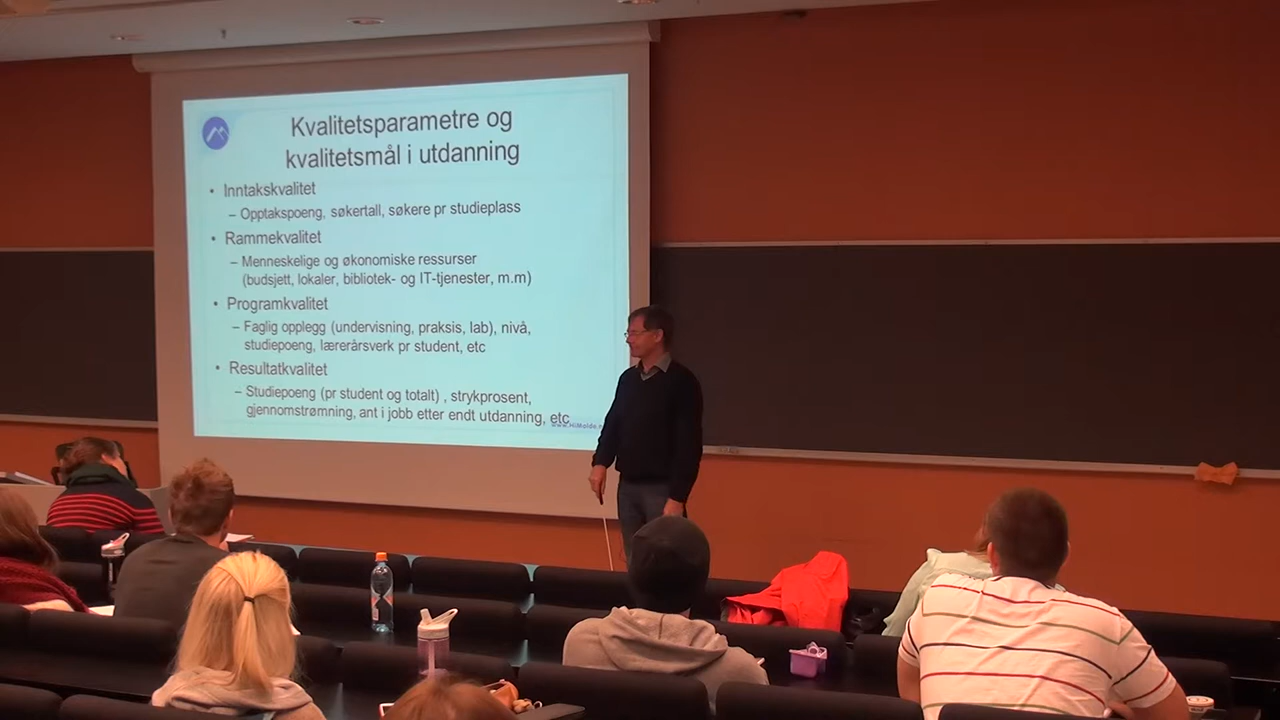 Kvalitetsparametre og
kvalitetsmål i utdanning
• Inntakskvalitet
– Opptakspoeng, søkertall, søkere pr studieplass
• Rammekvalitet
– Menneskelige og økonomiske ressurser
(budsjett, lokaler, bibliotek- og IT-tjenester, m.m)
• Programkvalitet
– Faglig opplegg (undervisning, praksis, lab), nivå,
studiepoeng, lærerårsverk pr student, etc
• Resultatkvalitet
– Studiepoeng (pr student og totalt) , strykprosent,
gjennomstrømning, ant i jobb etter endt utdanning, etc